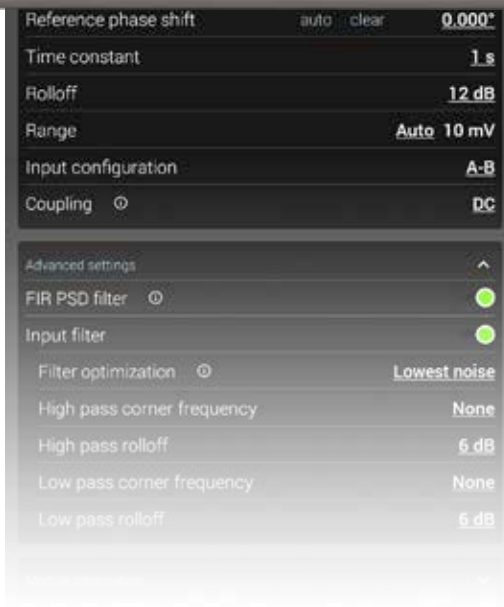 Reference phase shift auto clear 0.000°
Time constant 1 s
Rolloff 12 dB
Range Auto 10 mV
Input configuration A-B
Coupling DC
Advanced settings
FIR PSD filter
Input filter
Filter optimization Lowest noise
High pass corner frequency None
High pass rolloff 6 dB
Low pass corner frequency None
Low pass rolloff 6 dB